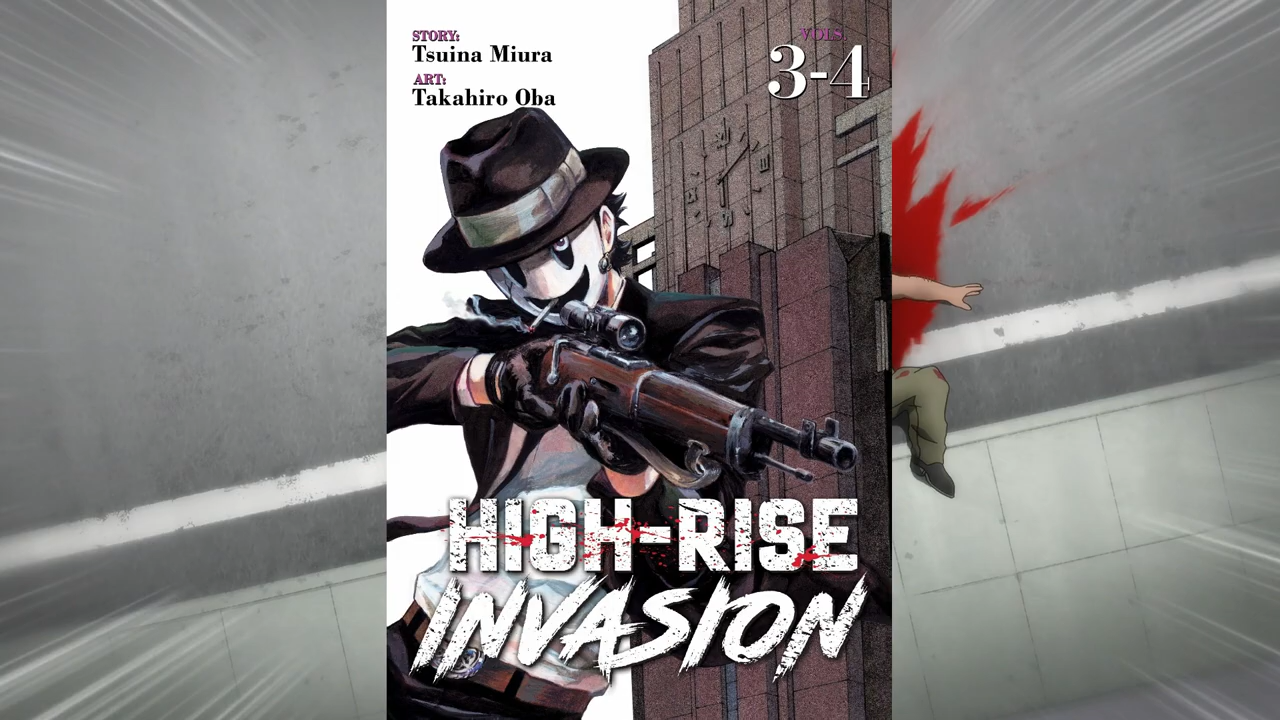 STORY:
Tsuina Miura
ART:
Takahiro Oba
VOLS.
3-4
HIGH-RISE
INVASION